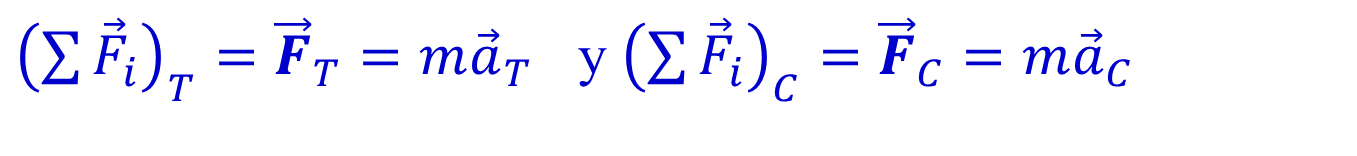 (∑ F⃗ᵢ)_T = F⃗_T = ma⃗_T y (∑ F⃗ᵢ)_C = F⃗_C = ma⃗_C